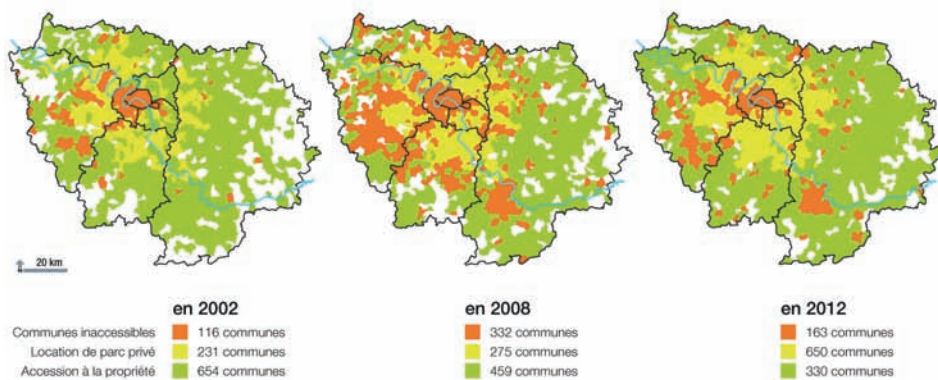 20 km
en 2002
en 2008
en 2012
Communes inaccessibles 116 communes 332 communes 163 communes
Location de parc privé 231 communes 275 communes 650 communes
Accession à la propriété 654 communes 459 communes 330 communes